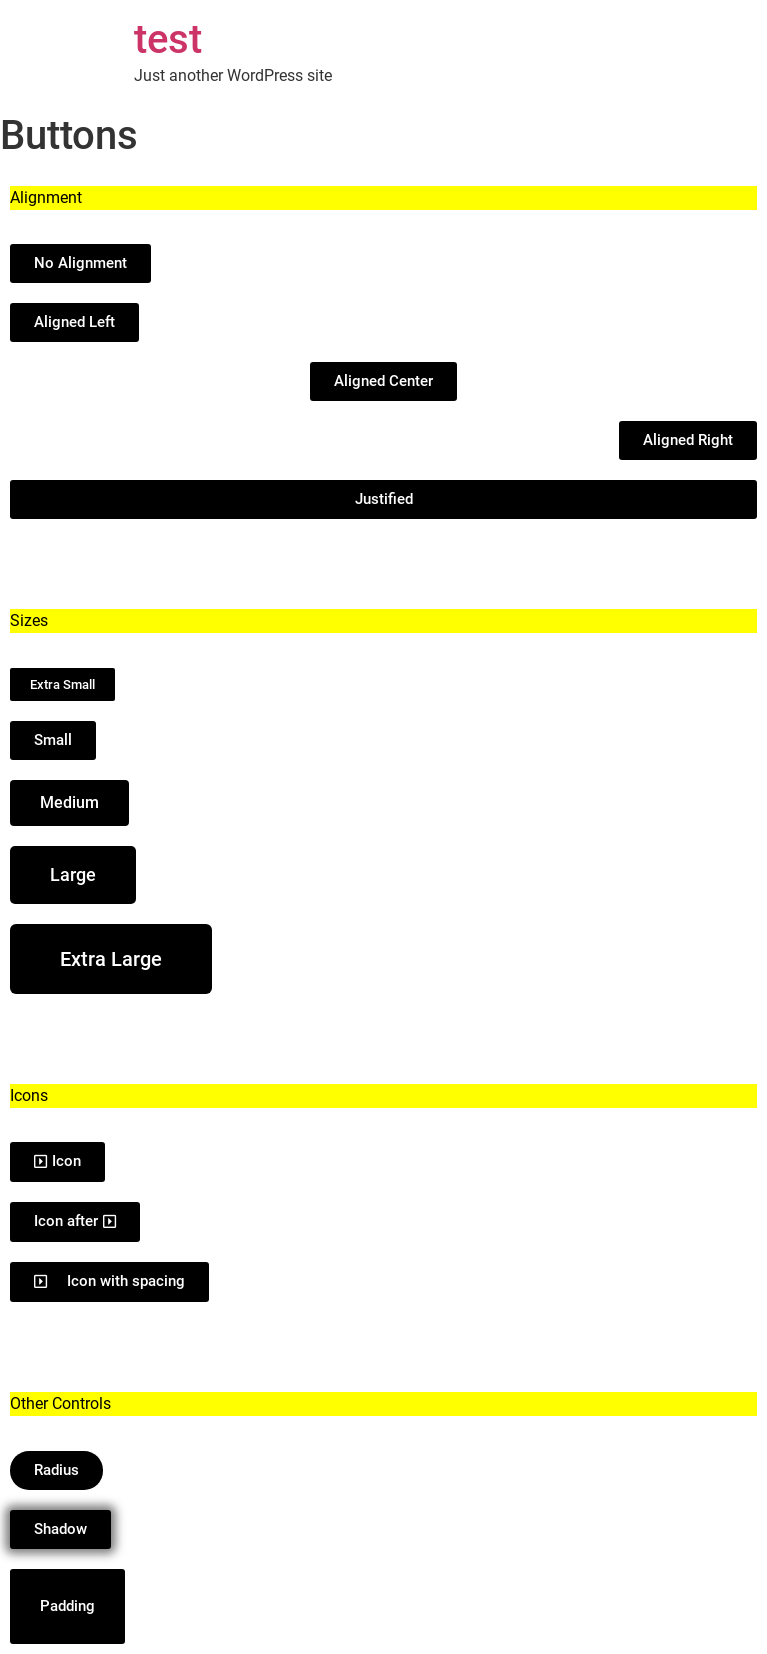 test
Just another WordPress site
Buttons
Alignment
No Alignment
Aligned Left
Aligned Center
Aligned Right
Justified
Sizes
Extra Small
Small
Medium
Large
Extra Large
Icons
Icon
Icon after
Icon with spacing
Other Controls
Radius
Shadow
Padding